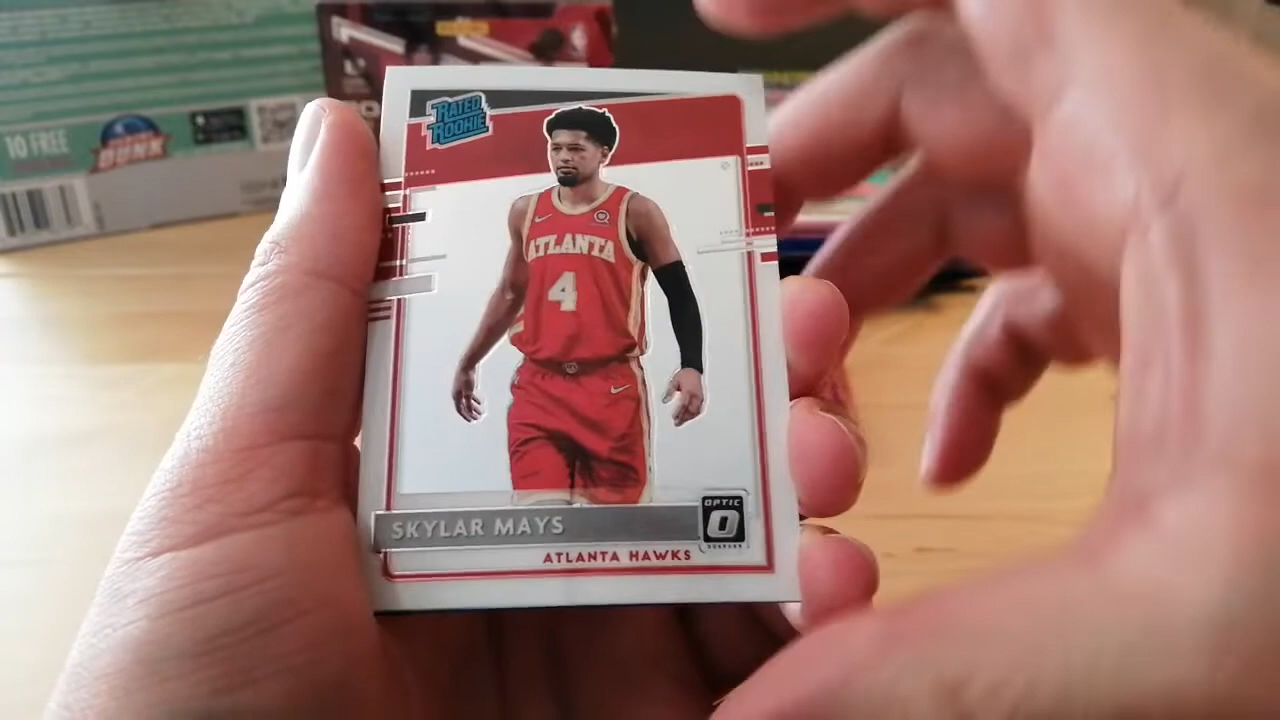 10 FREE
DUNK
RATED
ROOKIE
ATLANTA
4
SKYLAR MAYS
OPTIC
ATLANTA HAWKS